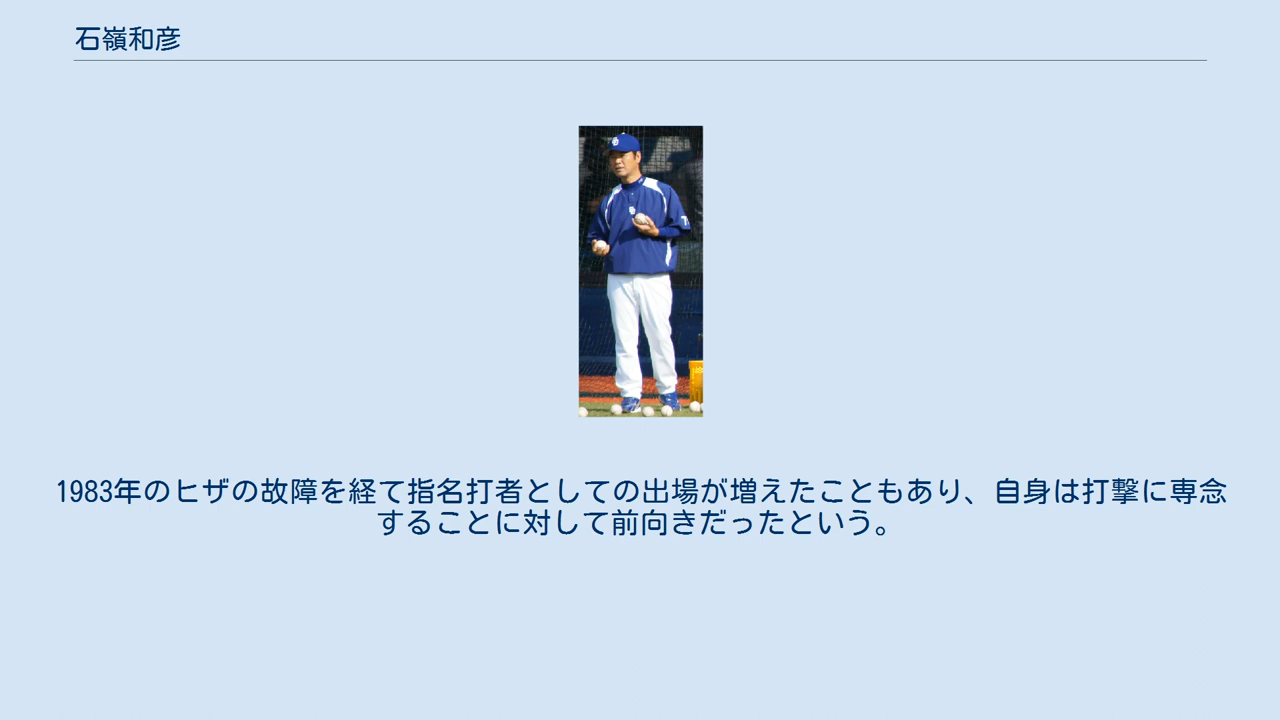 石嶺和彦
1983年のヒザの故障を経て指名打者としての出場が増えたこともあり、自身は打撃に専念
することに対して前向きだったという。